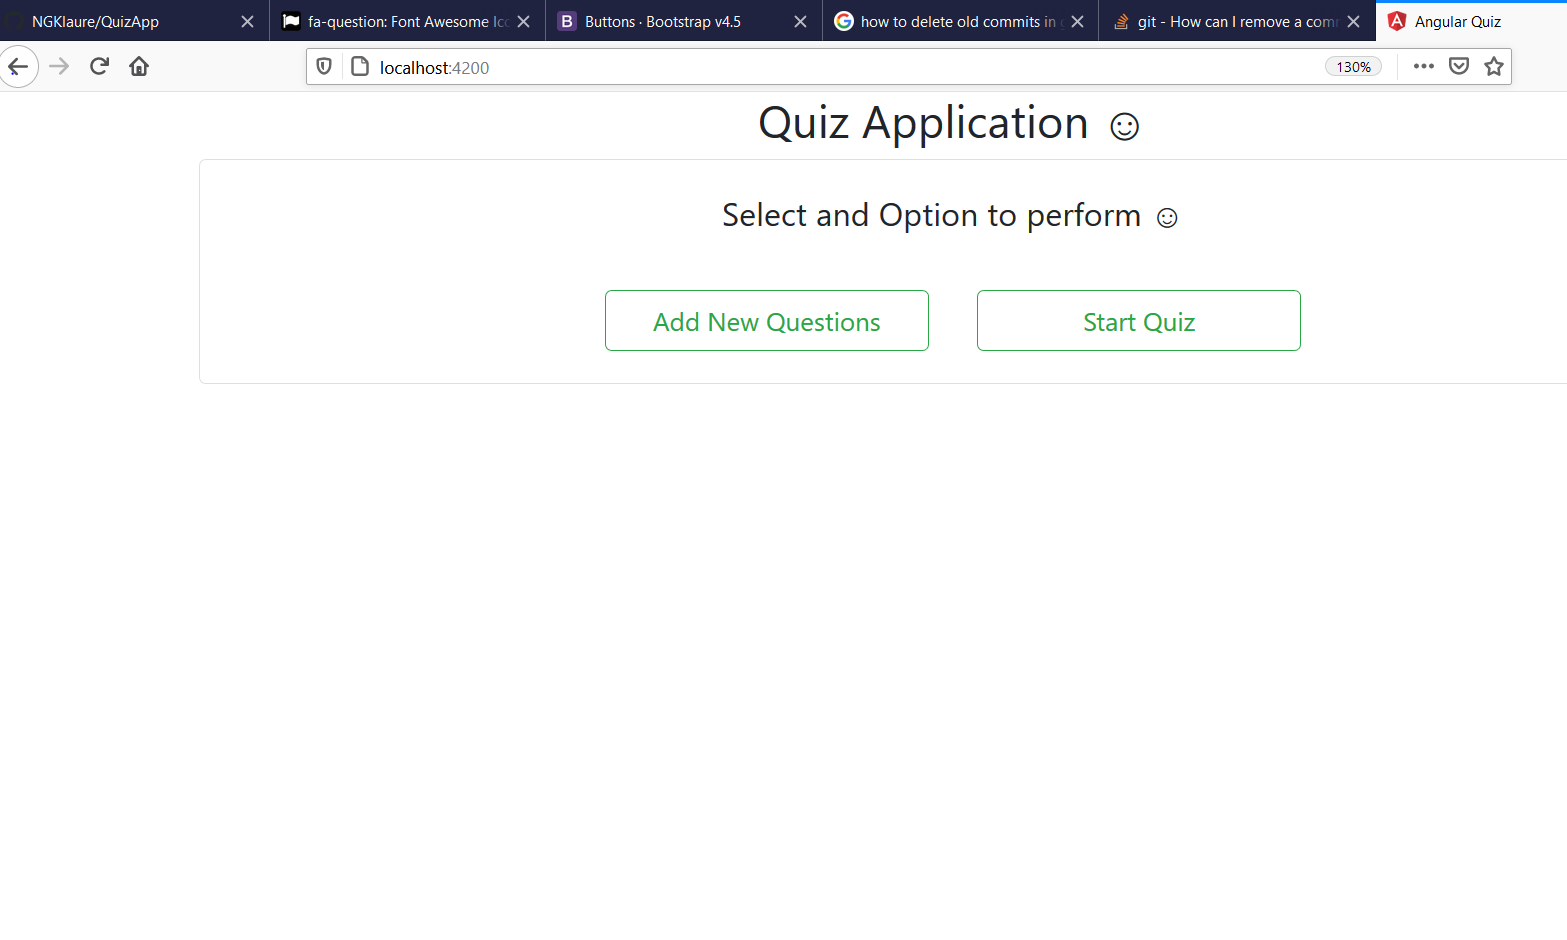 NGKlaure/QuizApp
fa-question: Font Awesome Ico
Buttons · Bootstrap v4.5
how to delete old commits in
git - How can I remove a com
Angular Quiz
localhost:4200
130%
Quiz Application ☺
Select and Option to perform ☺
Add New Questions
Start Quiz